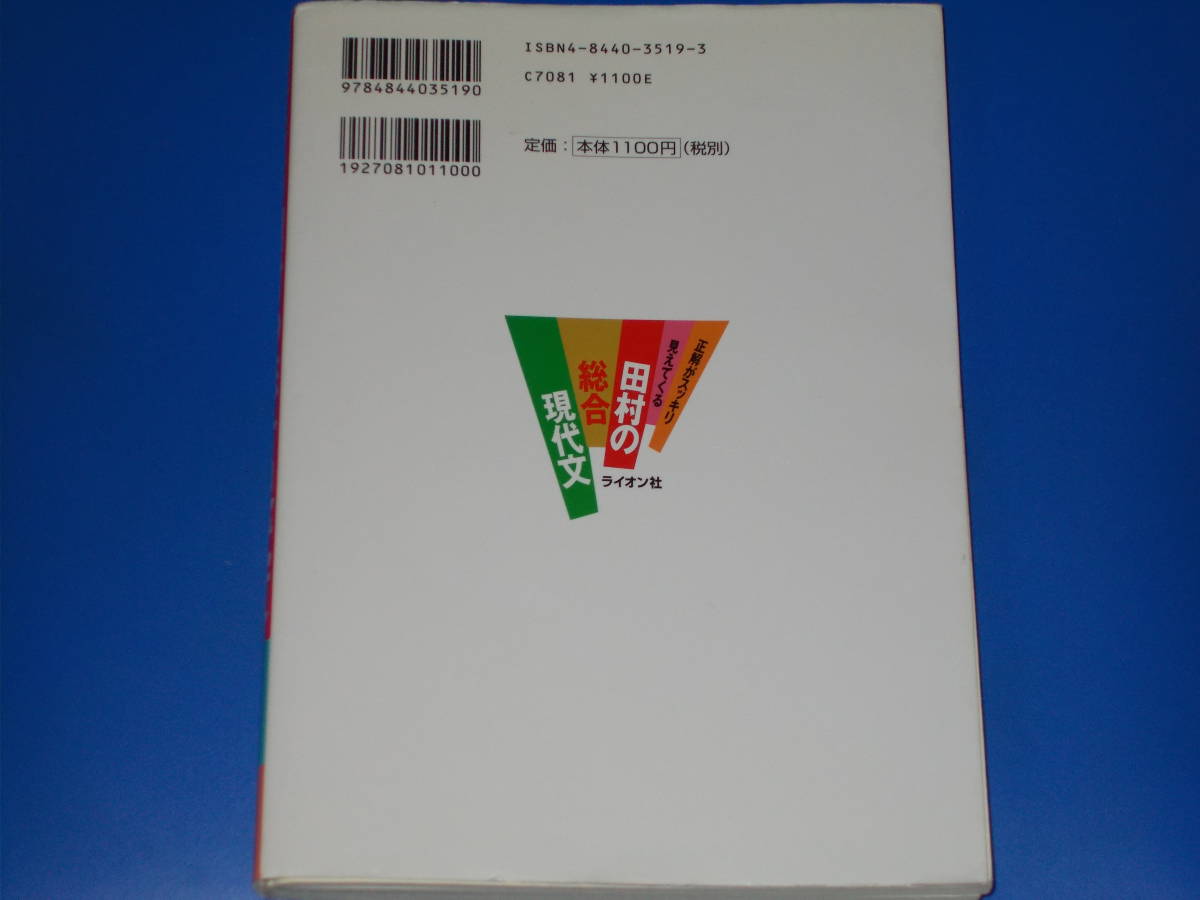 ISBN4-8440-3519-3
9784844035190
C7081 ¥1100E
1927081011000
定価：本体1100円（税別）
正解がスッキリ
見えてくる
田村の
総合
現代文
ライオン社